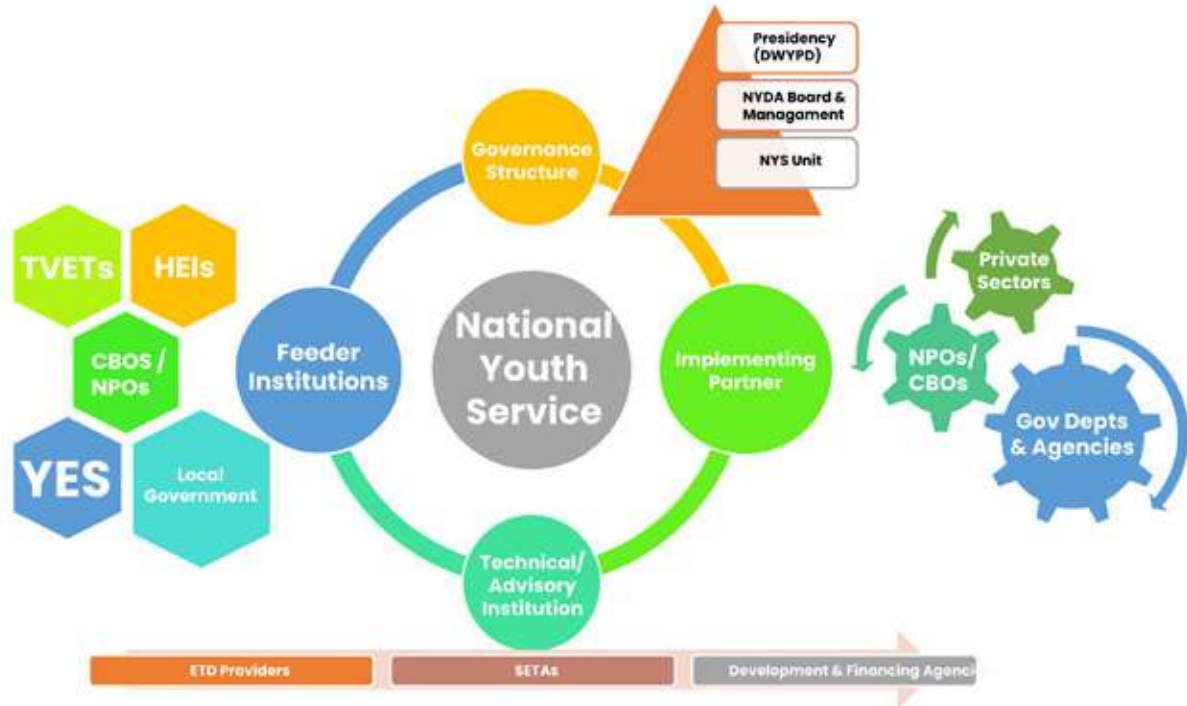 Presidency
(DWYPD)
NYDA Board &
Managament
NYS Unit
Governance
Structure
TVETs
HEIs
CBOS /
NPOs
YES
Local
Government
Feeder
Institutions
National
Youth
Service
Implementing
Partner
Private
Sectors
NPOs/
CBOs
Gov Depts
& Agencies
Technical/
Advisory
Institution
ETD Providers
SETAs
Development & Financing Agenci